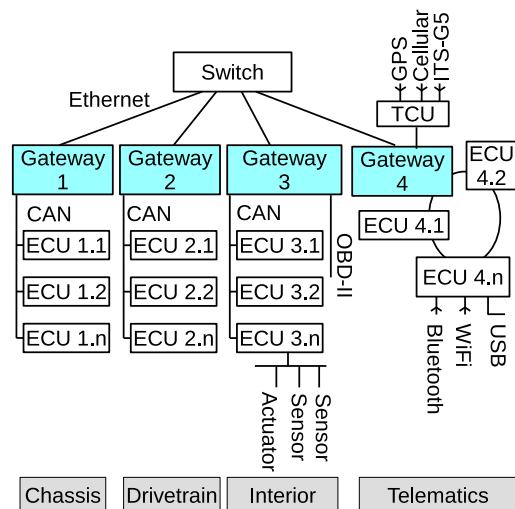 GPS
Cellular
ITS-G5
Switch
Ethernet
TCU
Gateway
1
Gateway
2
Gateway
3
Gateway
4
ECU
4.2
CAN
CAN
CAN
ECU 1.1
ECU 2.1
ECU 3.1
OBD-II
ECU 4.1
ECU 1.2
ECU 2.2
ECU 3.2
ECU 4.n
ECU 1.n
ECU 2.n
ECU 3.n
Bluetooth
WiFi
USB
Actuator
Sensor
Sensor
Chassis
Drivetrain
Interior
Telematics